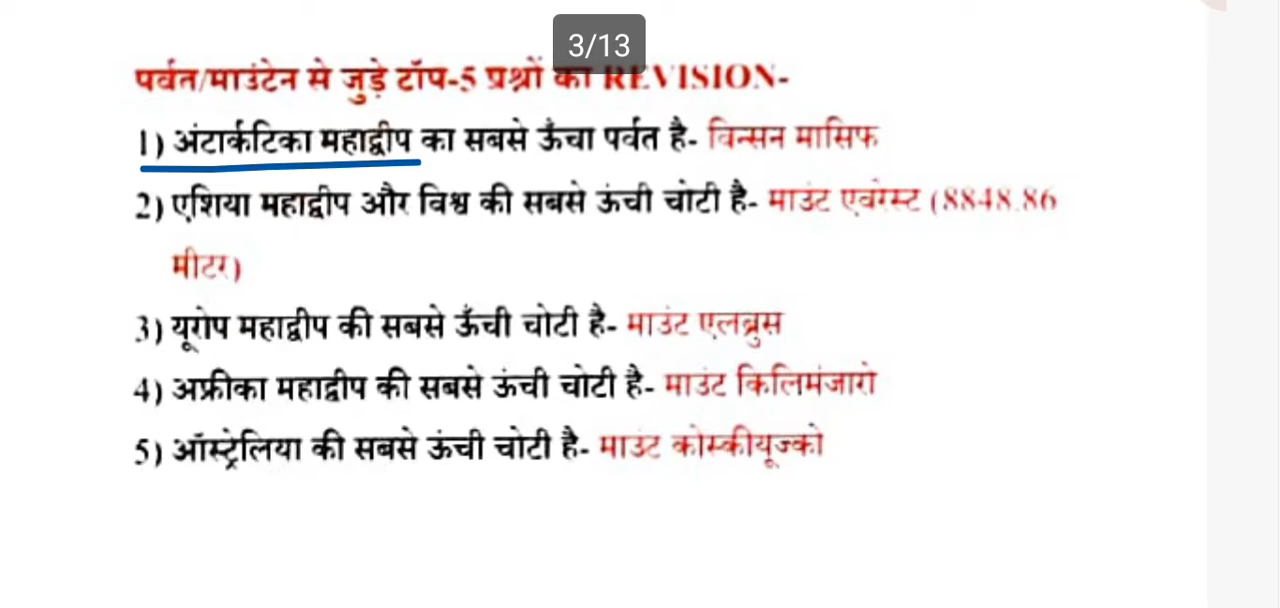 3/13
पर्वत/माउंटेन से जुड़े टॉप-5 प्रश्नों का REVISION-
1) अंटार्कटिका महाद्वीप का सबसे ऊँचा पर्वत है- विन्सन मासिफ
2) एशिया महाद्वीप और विश्व की सबसे ऊंची चोटी है- माउंट एवरेस्ट (8848.86
मीटर)
3) यूरोप महाद्वीप की सबसे ऊँची चोटी है- माउंट एलब्रुस
4) अफ्रीका महाद्वीप की सबसे ऊंची चोटी है- माउंट किलिमंजारो
5) ऑस्ट्रेलिया की सबसे ऊंची चोटी है- माउंट कोस्कीयूज्को